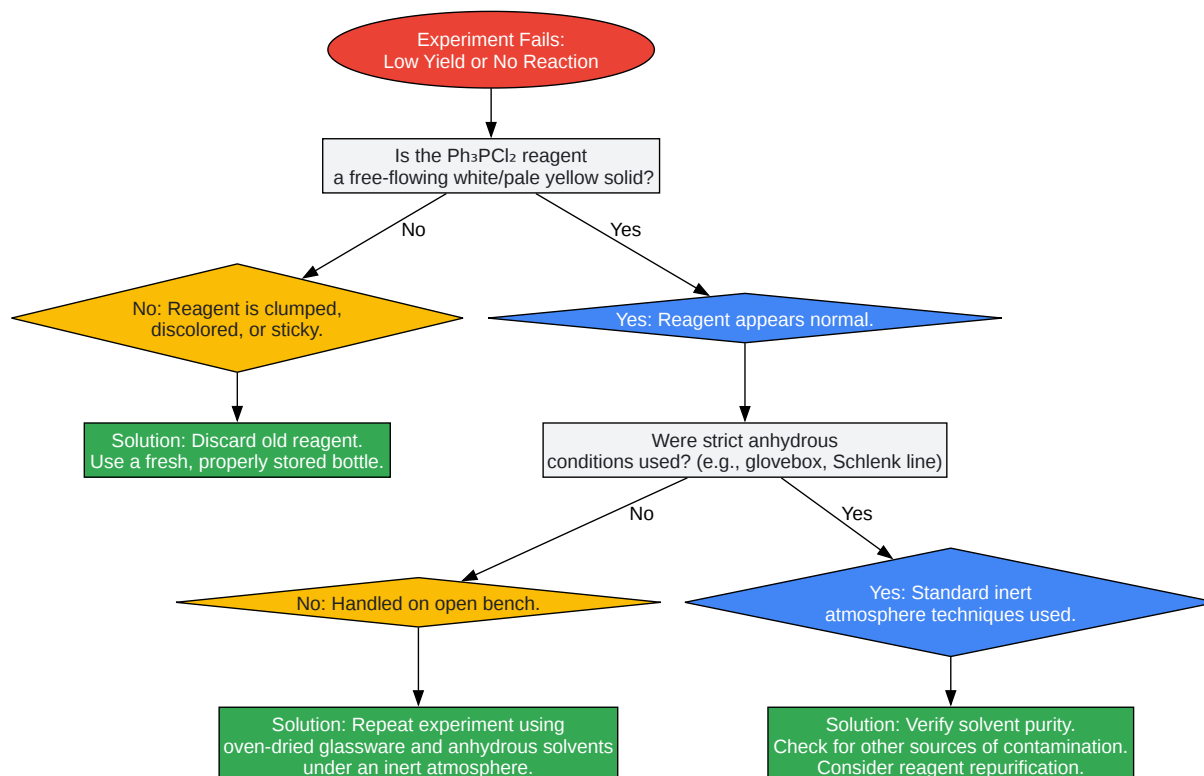 Experiment Fails:
Low Yield or No Reaction
Is the Ph₃PCl₂ reagent
a free-flowing white/pale yellow solid?
No
Yes
No: Reagent is clumped,
discolored, or sticky.
Yes: Reagent appears normal.
Solution: Discard old reagent.
Use a fresh, properly stored bottle.
Were strict anhydrous
conditions used? (e.g., glovebox, Schlenk line)
No
Yes
No: Handled on open bench.
Yes: Standard inert
atmosphere techniques used.
Solution: Repeat experiment using
oven-dried glassware and anhydrous solvents
under an inert atmosphere.
Solution: Verify solvent purity.
Check for other sources of contamination.
Consider reagent repurification.